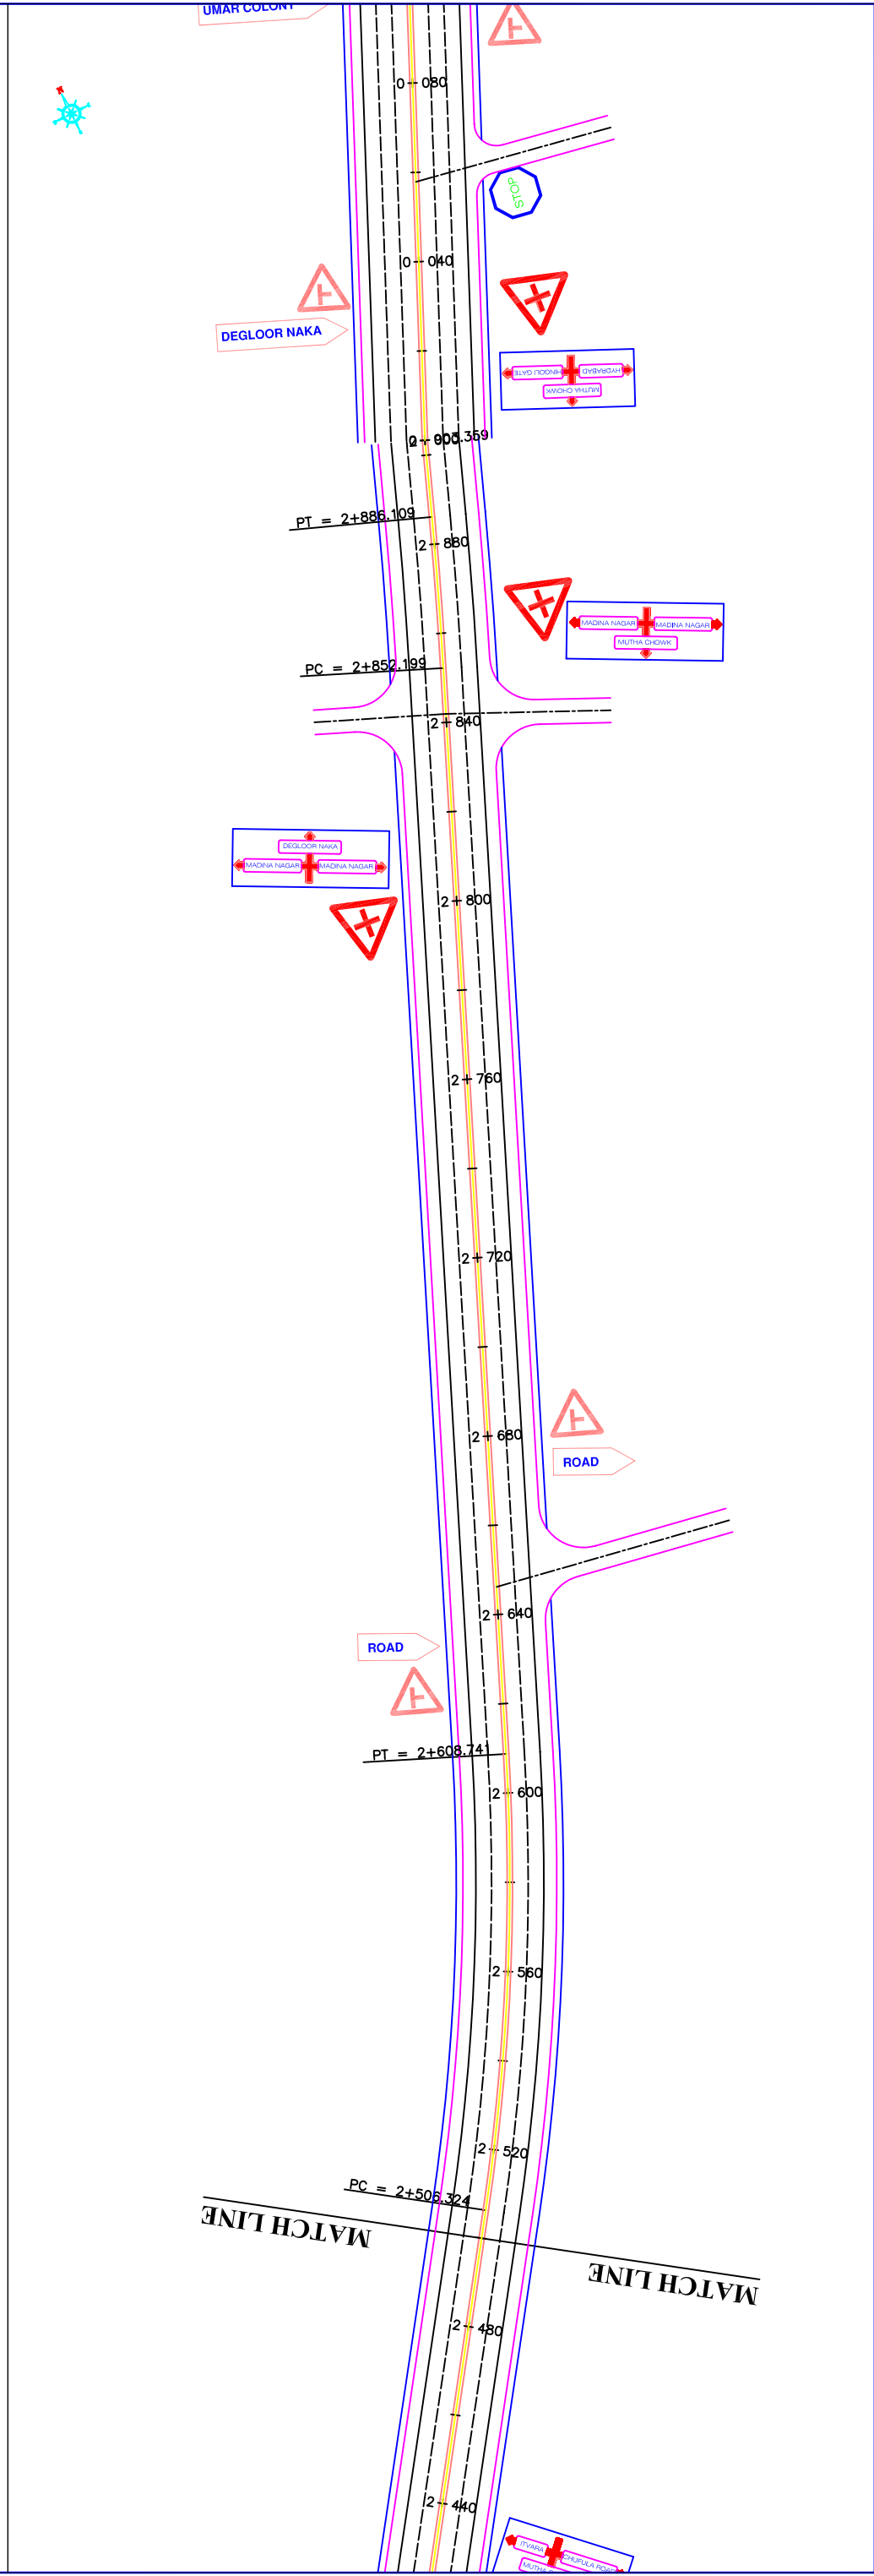 UMAR COLONY
0+080
STOP
0+040
DEGLOOR NAKA
HINGOLI GATE
HYDRABAD
MUTHA CHOWK
2+903.359
PT = 2+886.109
2+880
MADINA NAGAR
MADINA NAGAR
MUTHA CHOWK
PC = 2+852.199
2+840
DEGLOOR NAKA
MADINA NAGAR
MADINA NAGAR
2+800
2+760
2+720
2+680
ROAD
2+640
ROAD
PT = 2+608.741
2+600
2+560
2+520
PC = 2+506.324
MATCH LINE
MATCH LINE
2+480
2+440
ITVARA
CHUFULA ROAD